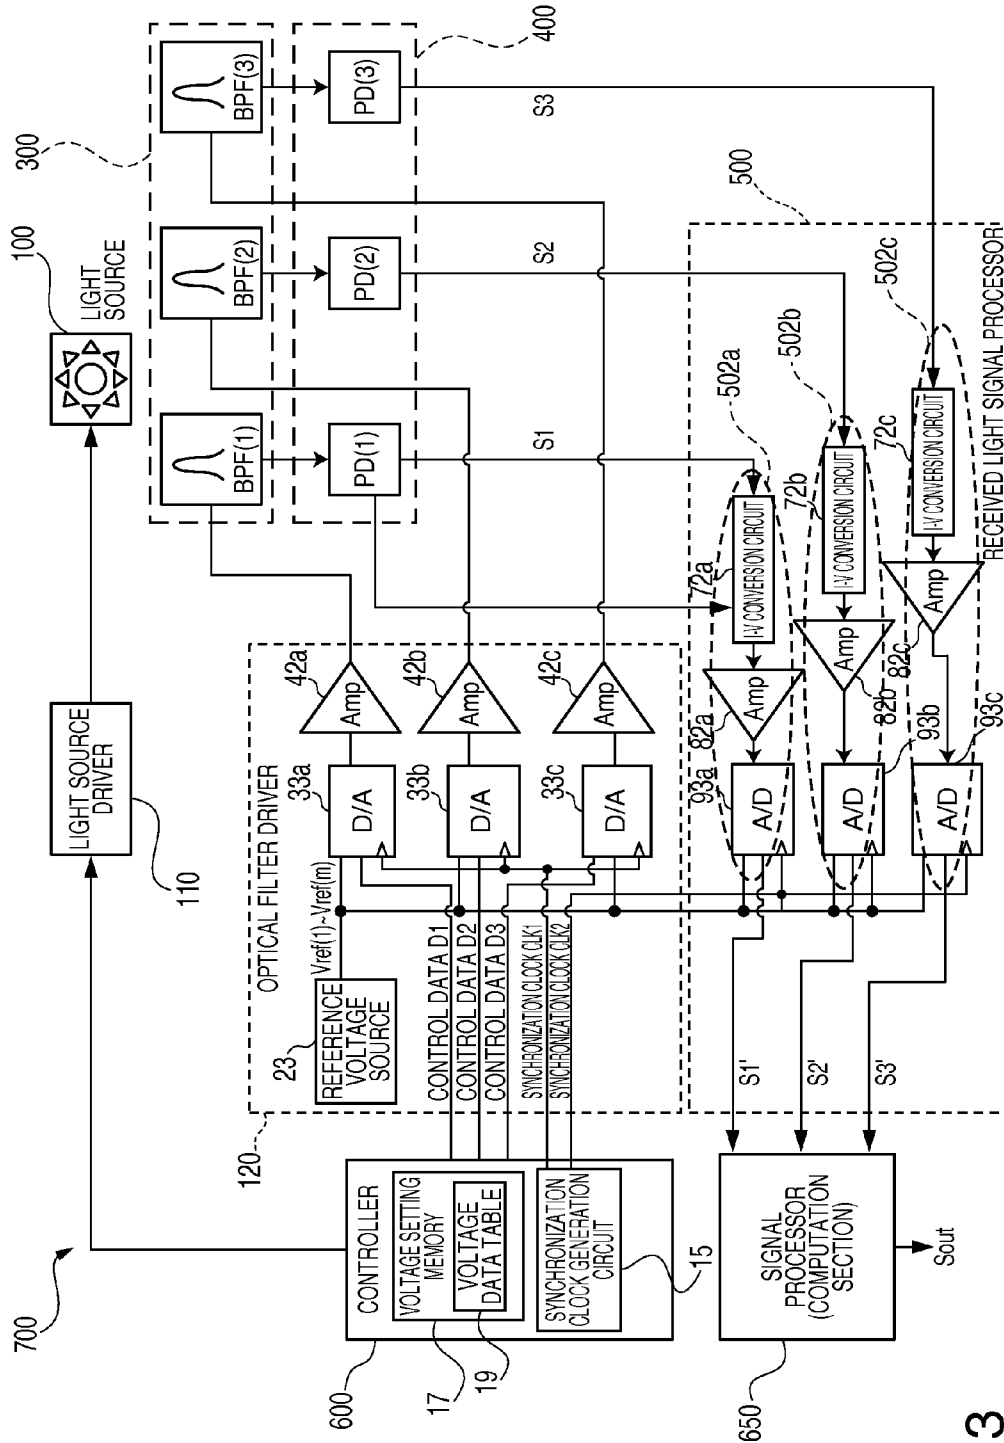 700
600
CONTROLLER
VOLTAGE SETTING
MEMORY
VOLTAGE
DATA TABLE
SYNCHRONIZATION
CLOCK GENERATION
CIRCUIT
17
19
15
110
LIGHT SOURCE
DRIVER
100
LIGHT
SOURCE
120
OPTICAL FILTER DRIVER
23
REFERENCE
VOLTAGE
SOURCE
Vref(1)~Vref(m)
CONTROL DATA D1
CONTROL DATA D2
CONTROL DATA D3
SYNCHRONIZATION CLOCK CLK1
SYNCHRONIZATION CLOCK CLK2
33a
D/A
42a
Amp
33b
D/A
42b
Amp
33c
D/A
42c
Amp
300
BPF(1)
BPF(2)
BPF(3)
400
PD(1)
PD(2)
PD(3)
S1
S2
S3
500
RECEIVED LIGHT SIGNAL PROCESSOR
502a
72a
I-V CONVERSION CIRCUIT
82a
Amp
93a
A/D
502b
72b
I-V CONVERSION CIRCUIT
82b
Amp
93b
A/D
502c
72c
I-V CONVERSION CIRCUIT
82c
Amp
93c
A/D
S1'
S2'
S3'
650
SIGNAL
PROCESSOR
(COMPUTATION
SECTION)
Sout
3